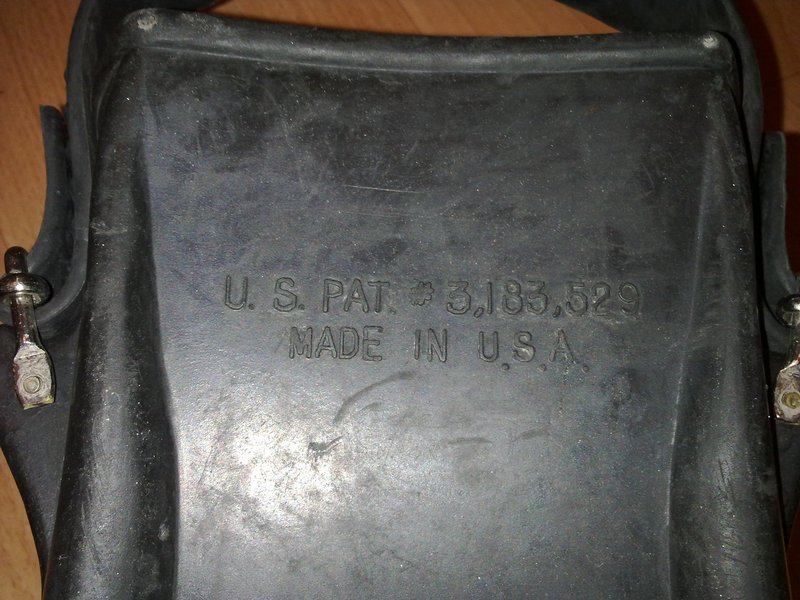 U. S. PAT. # 3,183,529
MADE IN U.S.A.